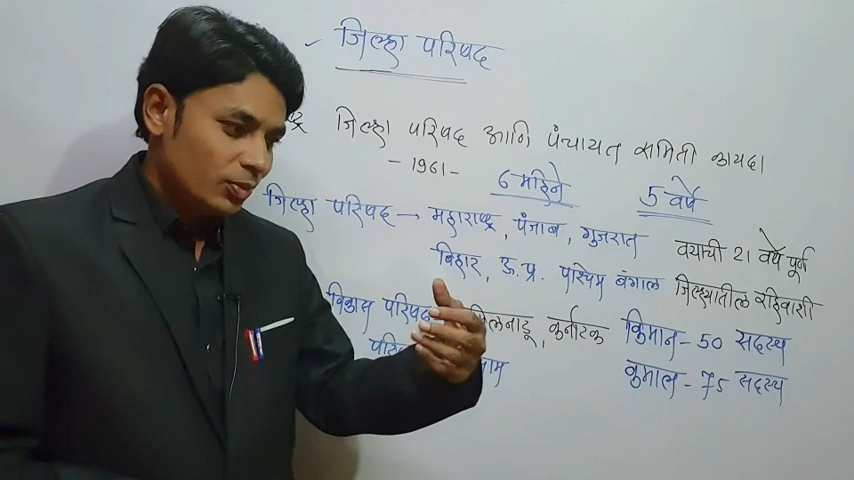 जिल्हा परिषद
जिल्हा परिषद आणि पंचायत समिती कायदा
- 1961 -
6 महिने
5 वर्षे
जिल्हा परिषद → महाराष्ट्र, पंजाब, गुजरात
बिहार, ऊ.प्र. पश्चिम बंगाल
विकास परिषद कर्नाटक
वयाची 21 वर्षे पूर्ण
जिल्ह्यातील रहिवासी
किमान - 50 सदस्य
कमाल - 75 सदस्य